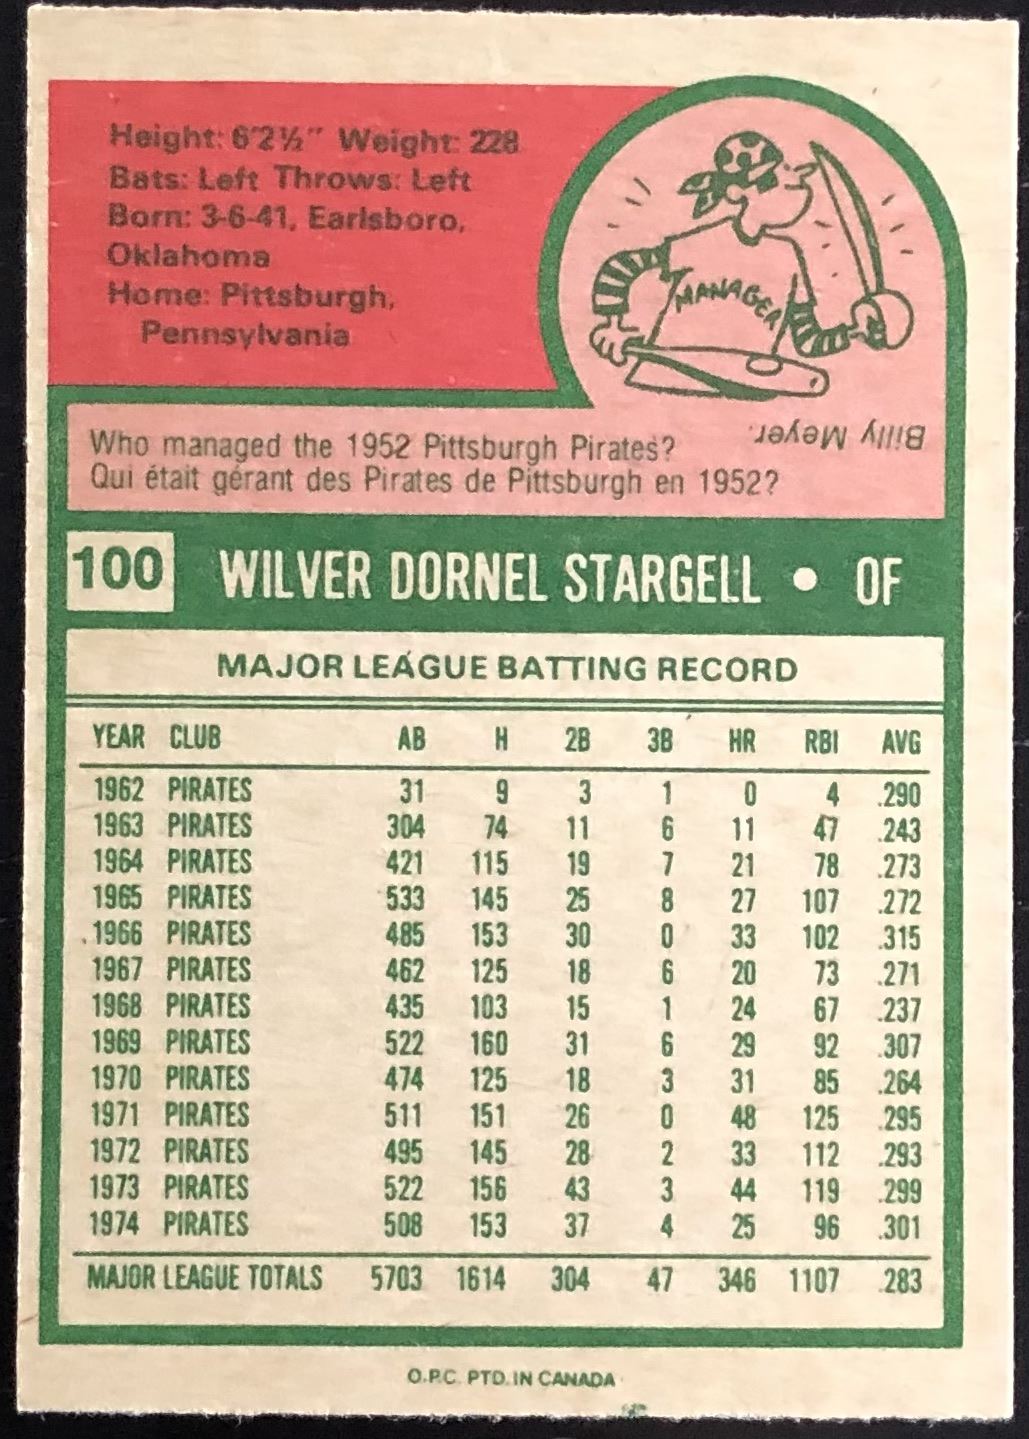 Height: 6'2½" Weight: 228
Bats: Left Throws: Left
Born: 3-6-41, Earlsboro,
Oklahoma
Home: Pittsburgh,
Pennsylvania
MANAGER
Billy Meyer.
Who managed the 1952 Pittsburgh Pirates?
Qui était gérant des Pirates de Pittsburgh en 1952?
100 WILVER DORNEL STARGELL • OF
MAJOR LEAGUE BATTING RECORD
YEAR CLUB AB H 2B 3B HR RBI AVG
1962 PIRATES 31 9 3 1 0 4 .290
1963 PIRATES 304 74 11 6 11 47 .243
1964 PIRATES 421 115 19 7 21 78 .273
1965 PIRATES 533 145 25 8 27 107 .272
1966 PIRATES 485 153 30 0 33 102 .315
1967 PIRATES 462 125 18 6 20 73 .271
1968 PIRATES 435 103 15 1 24 67 .237
1969 PIRATES 522 160 31 6 29 92 .307
1970 PIRATES 474 125 18 3 31 85 .264
1971 PIRATES 511 151 26 0 48 125 .295
1972 PIRATES 495 145 28 2 33 112 .293
1973 PIRATES 522 156 43 3 44 119 .299
1974 PIRATES 508 153 37 4 25 96 .301
MAJOR LEAGUE TOTALS 5703 1614 304 47 346 1107 .283
O.P.C. PTD. IN CANADA